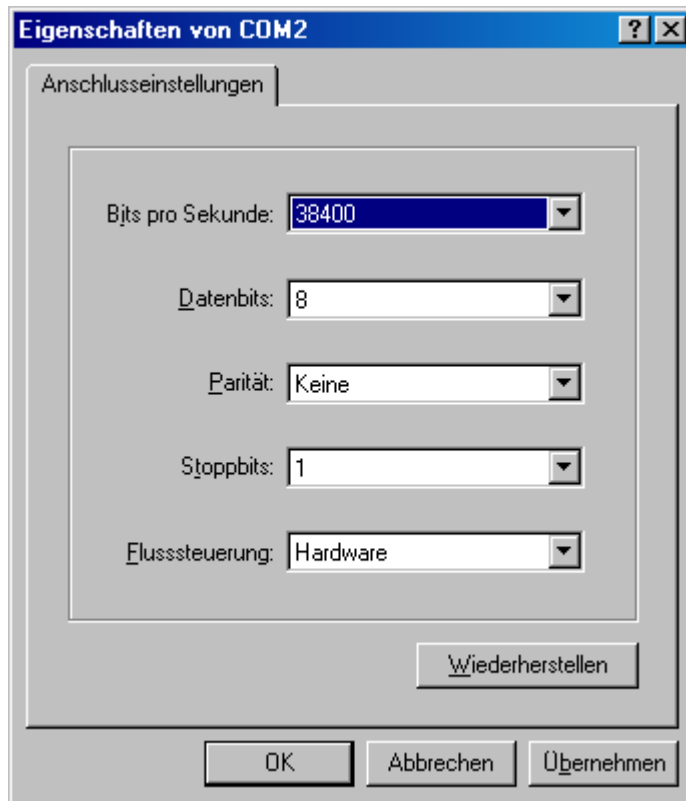 Eigenschaften von COM2
Anschlusseinstellungen
Bits pro Sekunde: 38400
Datenbits: 8
Parität: Keine
Stoppbits: 1
Flusssteuerung: Hardware
Wiederherstellen
OK Abbrechen Übernehmen